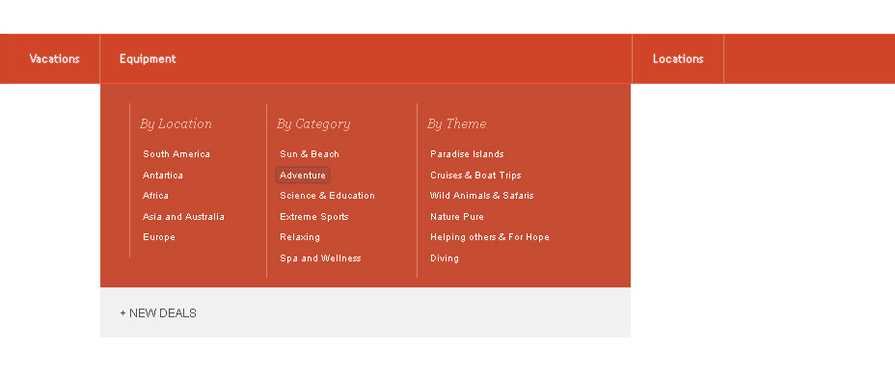 Vacations
Equipment
Locations
By Location
South America
Antartica
Africa
Asia and Australia
Europe
By Category
Sun & Beach
Adventure
Science & Education
Extreme Sports
Relaxing
Spa and Wellness
By Theme
Paradise Islands
Cruises & Boat Trips
Wild Animals & Safaris
Nature Pure
Helping others & For Hope
Diving
+ NEW DEALS